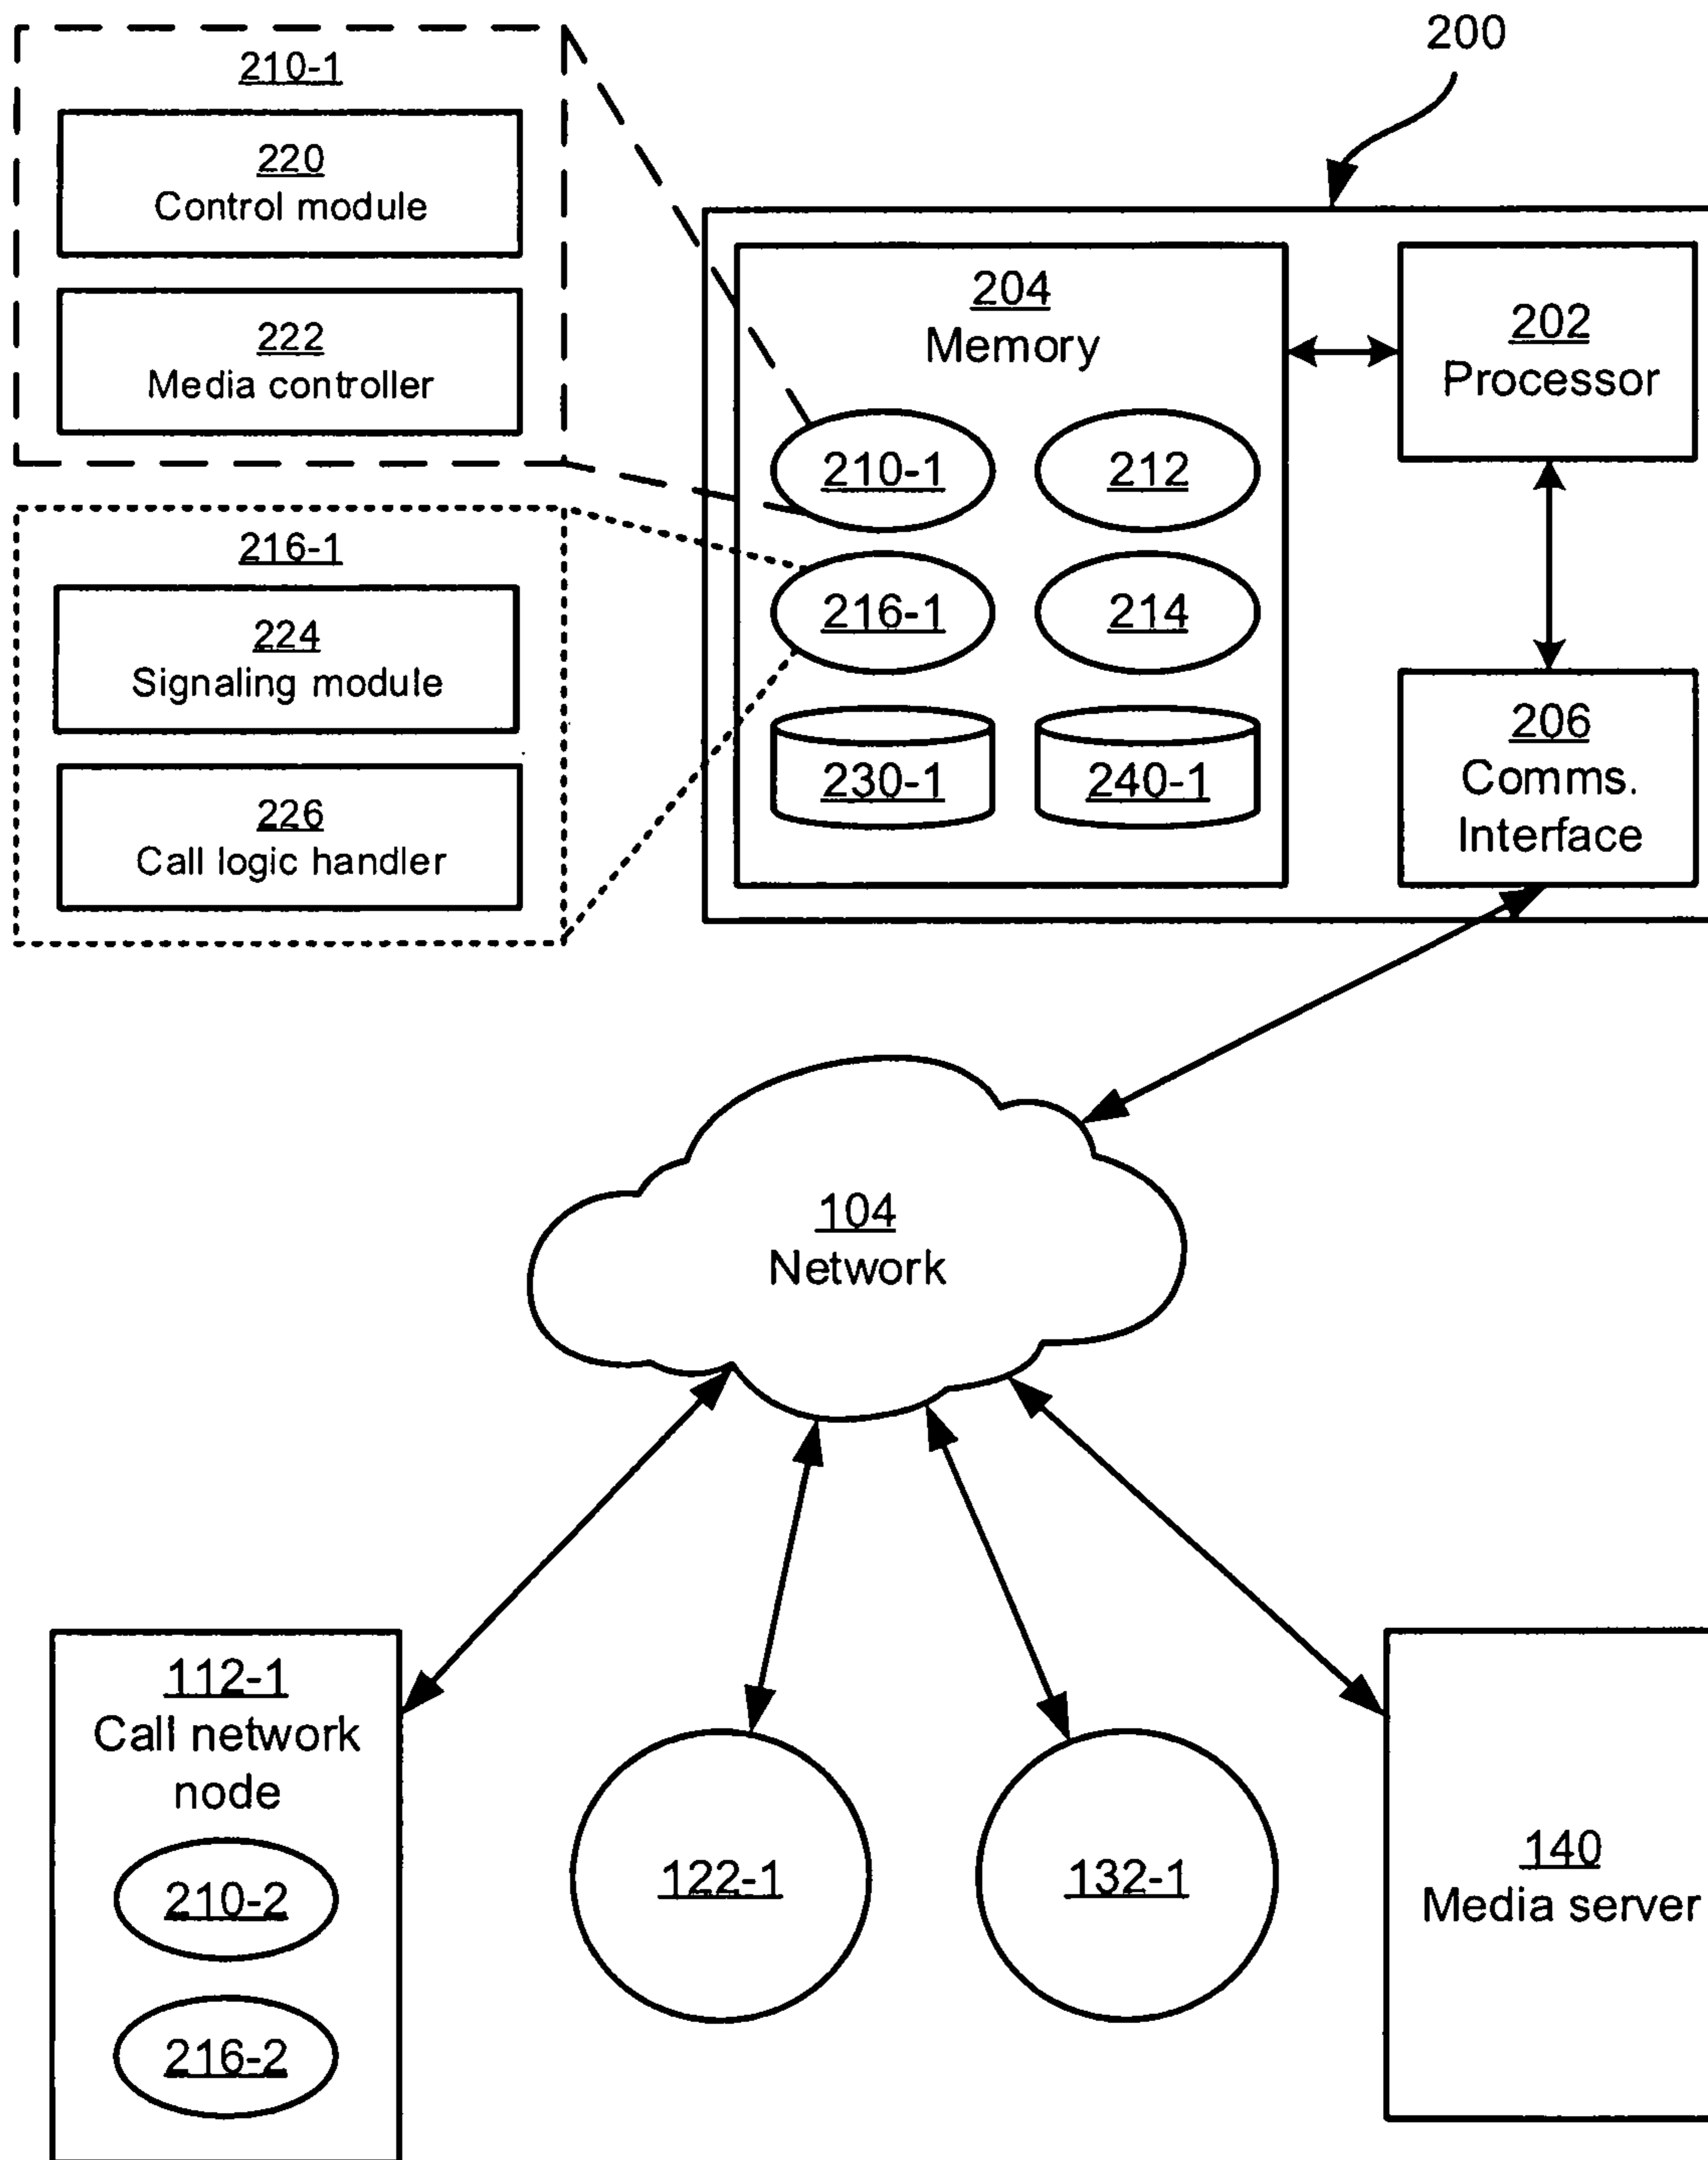 200
210-1
220
Control module
222
Media controller
204
Memory
202
Processor
210-1
212
216-1
224
Signaling module
226
Call logic handler
216-1
214
230-1
240-1
206
Comms.
Interface
104
Network
112-1
Call network
node
210-2
216-2
122-1
132-1
140
Media server